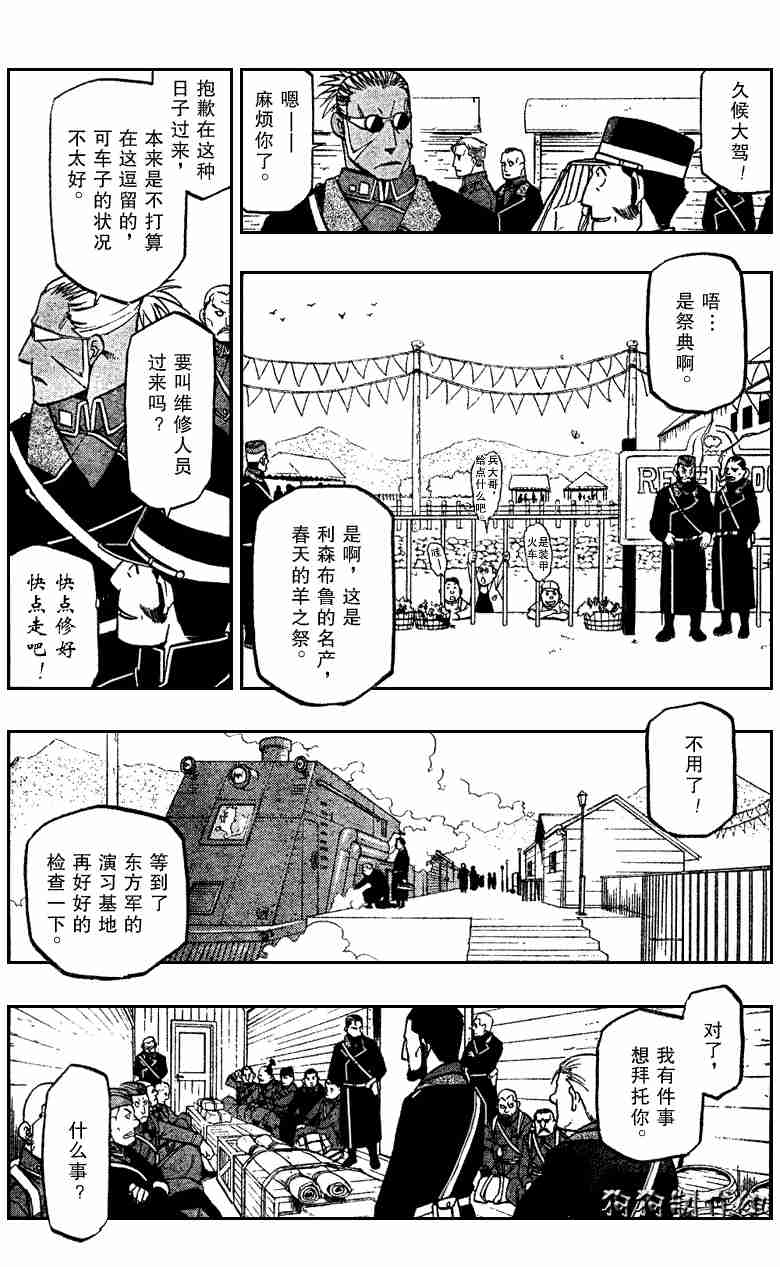 久候大驾！
嗯——
麻烦你了。
唔…
是祭典啊。
兵大哥，
给点什么吧
是装甲
火车。
是啊，这是
利森布鲁的名产，
春天的羊之祭。
抱歉在这种
日子过来，
本来是不打算
在这逗留的，
可车子的状况
不太好。
要叫维修人员
过来吗？
快点修好
快点走吧！
不用了！
等到了
东方军的
演习基地
再好好的
检查一下。
对了，
我有件事
想拜托你。
什么事？